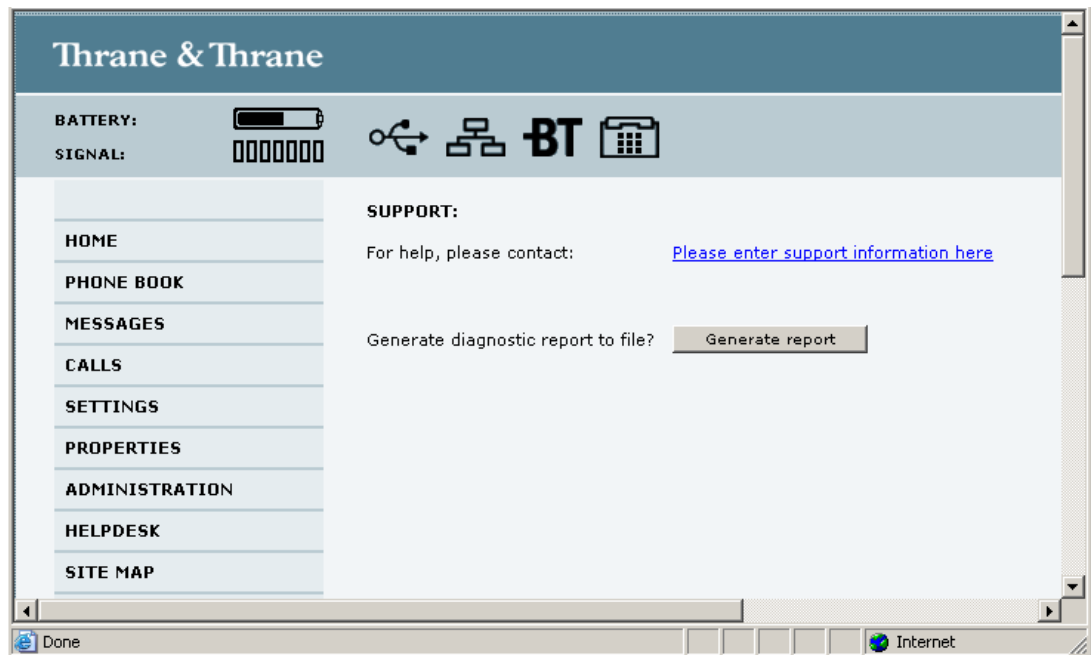 Thrane & Thrane
BATTERY:
SIGNAL:
BT
HOME
PHONE BOOK
MESSAGES
CALLS
SETTINGS
PROPERTIES
ADMINISTRATION
HELPDESK
SITE MAP
SUPPORT:
For help, please contact: Please enter support information here
Generate diagnostic report to file? Generate report
Done Internet